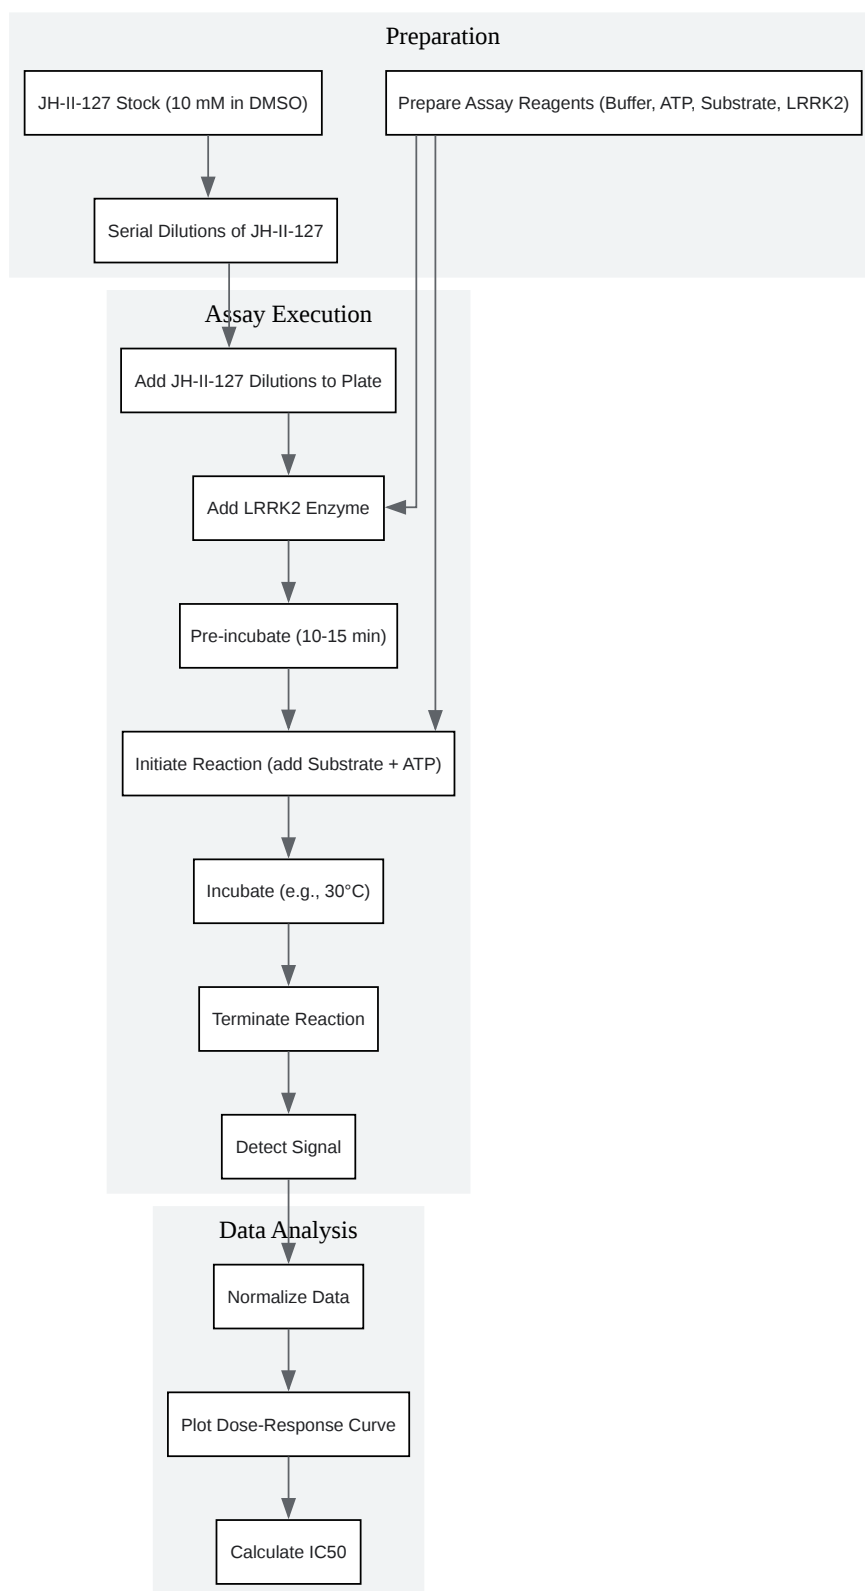 Preparation
JH-II-127 Stock (10 mM in DMSO)
Prepare Assay Reagents (Buffer, ATP, Substrate, LRRK2)
Serial Dilutions of JH-II-127
Assay Execution
Add JH-II-127 Dilutions to Plate
Add LRRK2 Enzyme
Pre-incubate (10-15 min)
Initiate Reaction (add Substrate + ATP)
Incubate (e.g., 30°C)
Terminate Reaction
Detect Signal
Data Analysis
Normalize Data
Plot Dose-Response Curve
Calculate IC50